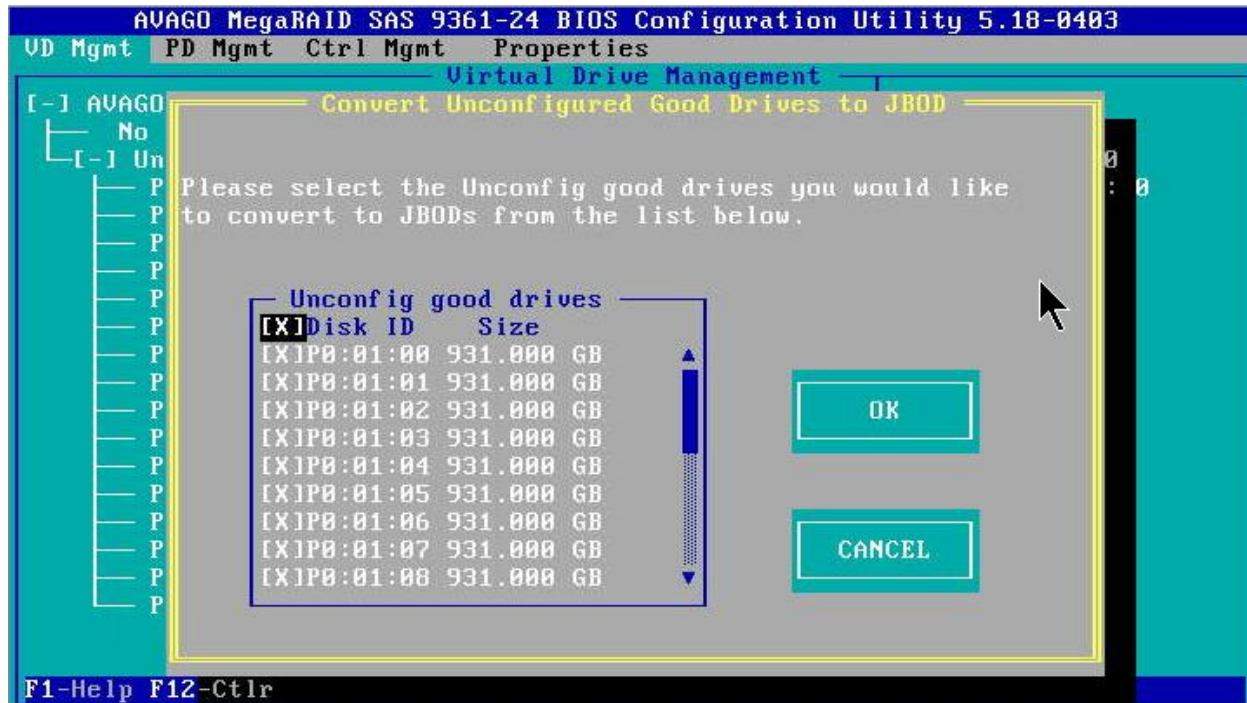 AVAGO MegaRAID SAS 9361-24 BIOS Configuration Utility 5.18-0403
VD Mgmt PD Mgmt Ctrl Mgmt Properties
Virtual Drive Management
[-] AVAGO
Convert Unconfigured Good Drives to JBOD
No
[-] Un
0
P
: 0
Please select the Unconfig good drives you would like
P
to convert to JBODs from the list below.
P
P
P
Unconfig good drives
P
[X]Disk ID Size
P
[X]P0:01:00 931.000 GB
P
[X]P0:01:01 931.000 GB
P
[X]P0:01:02 931.000 GB
OK
P
[X]P0:01:03 931.000 GB
P
[X]P0:01:04 931.000 GB
P
[X]P0:01:05 931.000 GB
P
[X]P0:01:06 931.000 GB
P
[X]P0:01:07 931.000 GB
CANCEL
P
[X]P0:01:08 931.000 GB
P
F1-Help F12-Ctlr